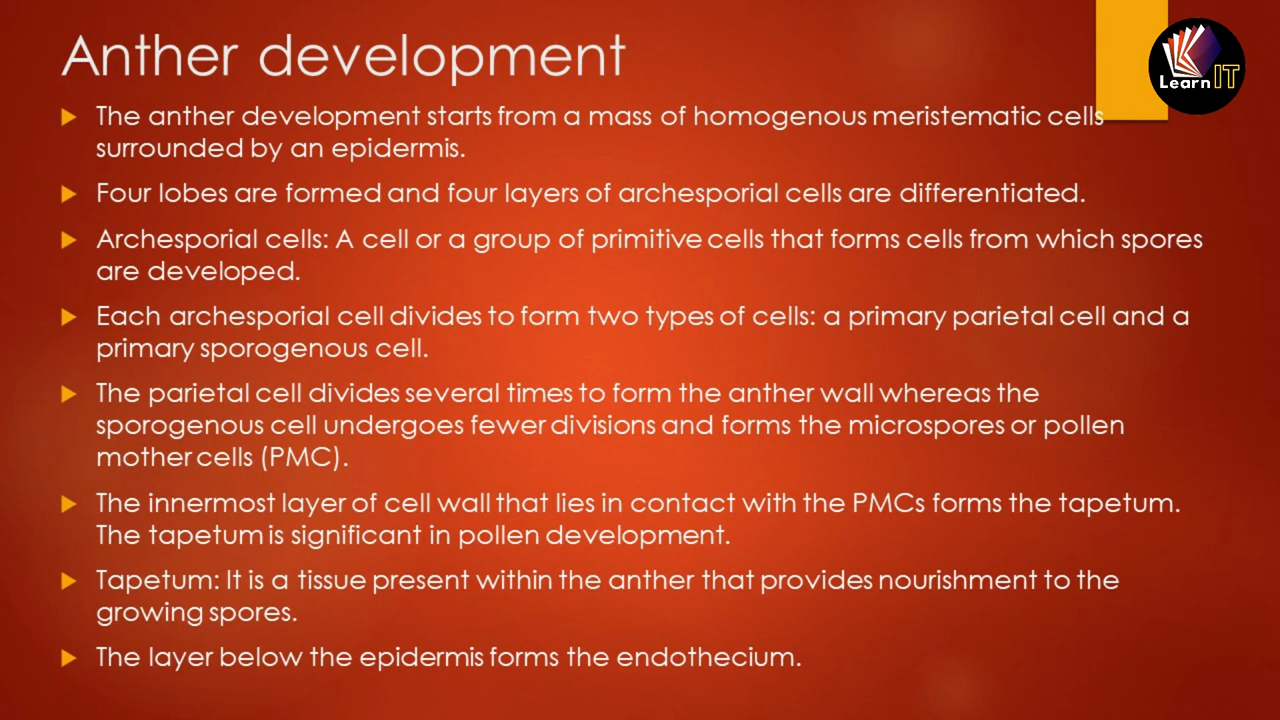 Anther development
Learn IT
The anther development starts from a mass of homogenous meristematic cells
surrounded by an epidermis.
Four lobes are formed and four layers of archesporial cells are differentiated.
Archesporial cells: A cell or a group of primitive cells that forms cells from which spores
are developed.
Each archesporial cell divides to form two types of cells: a primary parietal cell and a
primary sporogenous cell.
The parietal cell divides several times to form the anther wall whereas the
sporogenous cell undergoes fewer divisions and forms the microspores or pollen
mother cells (PMC).
The innermost layer of cell wall that lies in contact with the PMCs forms the tapetum.
The tapetum is significant in pollen development.
Tapetum: It is a tissue present within the anther that provides nourishment to the
growing spores.
The layer below the epidermis forms the endothecium.